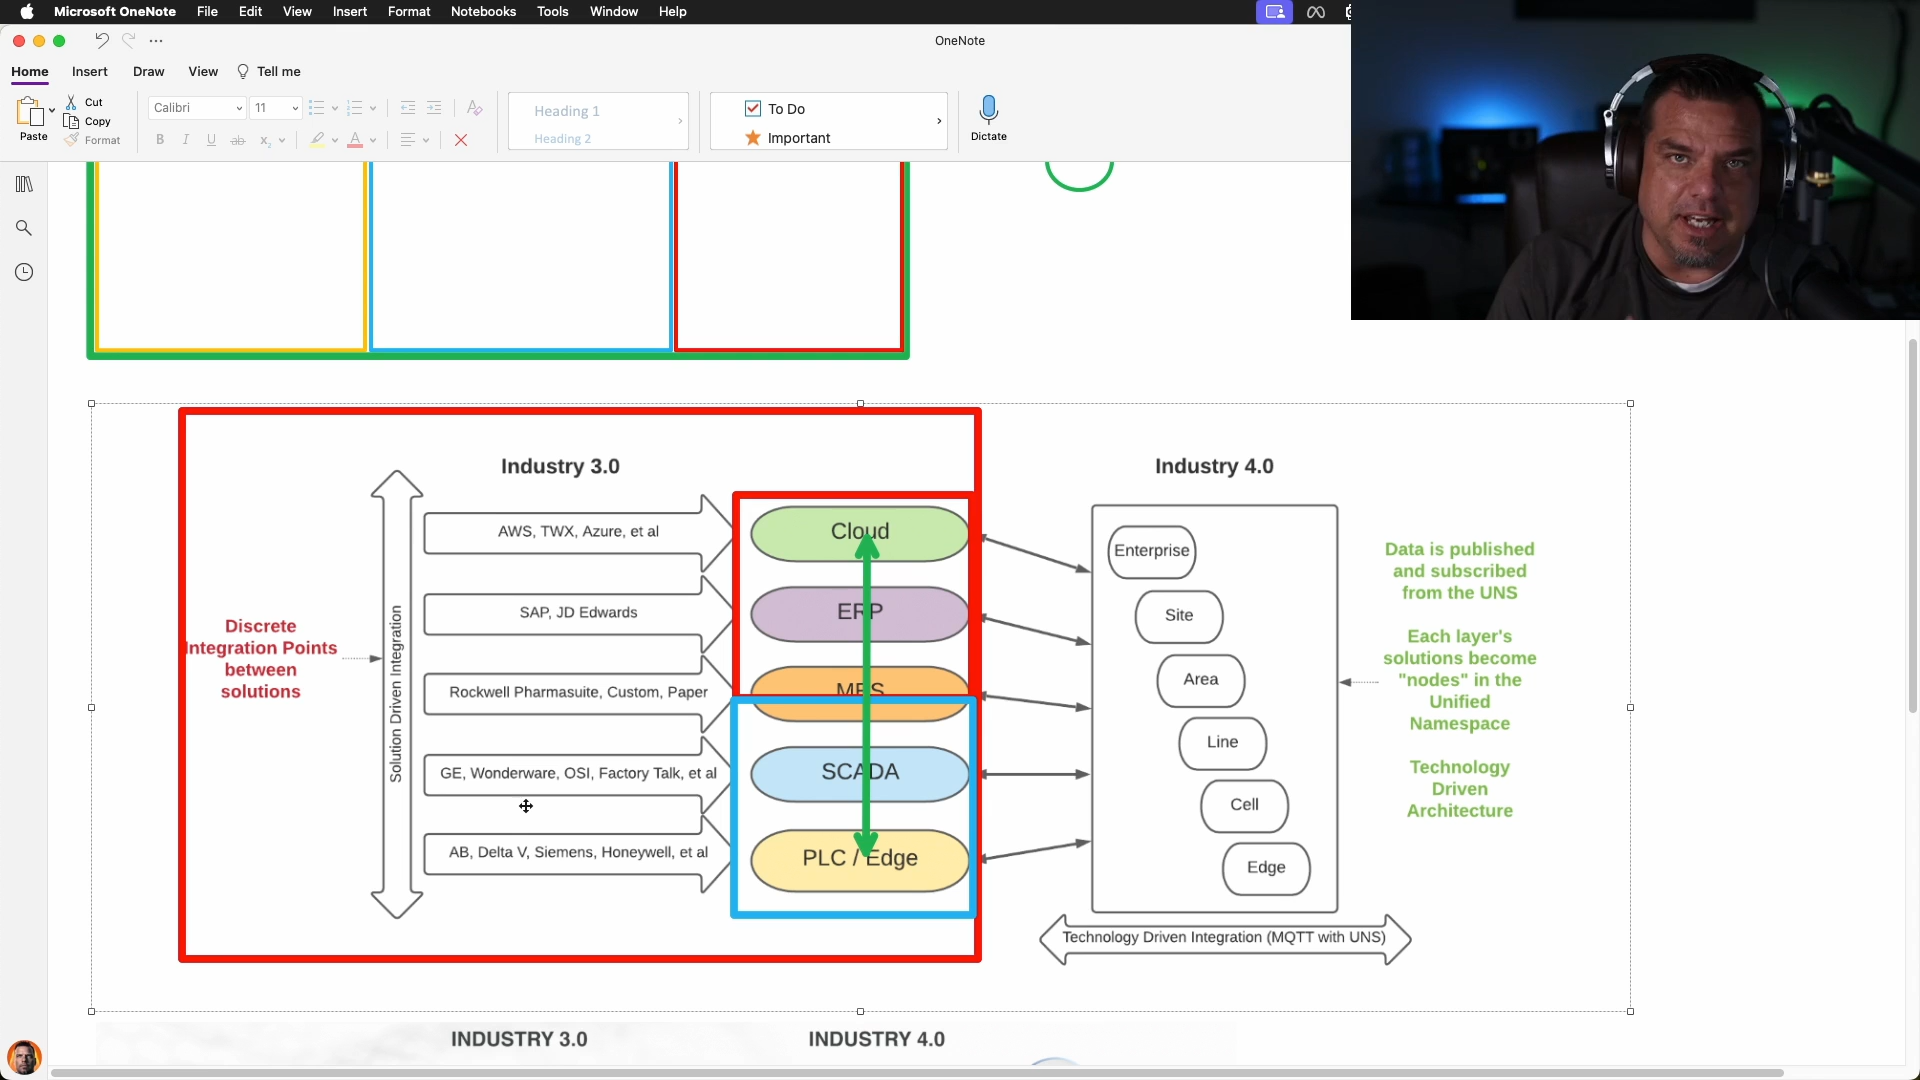 Microsoft OneNote File Edit View Insert Format Notebooks Tools Window Help
OneNote
Home Insert Draw View Tell me
Paste
Cut
Copy
Format
Calibri 11
B I U ab x₂ A
Heading 1
Heading 2
To Do
Important
Dictate
Industry 3.0
Industry 4.0
Discrete
Integration Points
between
solutions
Solution Driven Integration
AWS, TWX, Azure, et al
SAP, JD Edwards
Rockwell Pharmasuite, Custom, Paper
GE, Wonderware, OSI, Factory Talk, et al
AB, Delta V, Siemens, Honeywell, et al
Cloud
ERP
MES
SCADA
PLC / Edge
Enterprise
Site
Area
Line
Cell
Edge
Technology Driven Integration (MQTT with UNS)
Data is published
and subscribed
from the UNS
Each layer's
solutions become
"nodes" in the
Unified
Namespace
Technology
Driven
Architecture
INDUSTRY 3.0
INDUSTRY 4.0